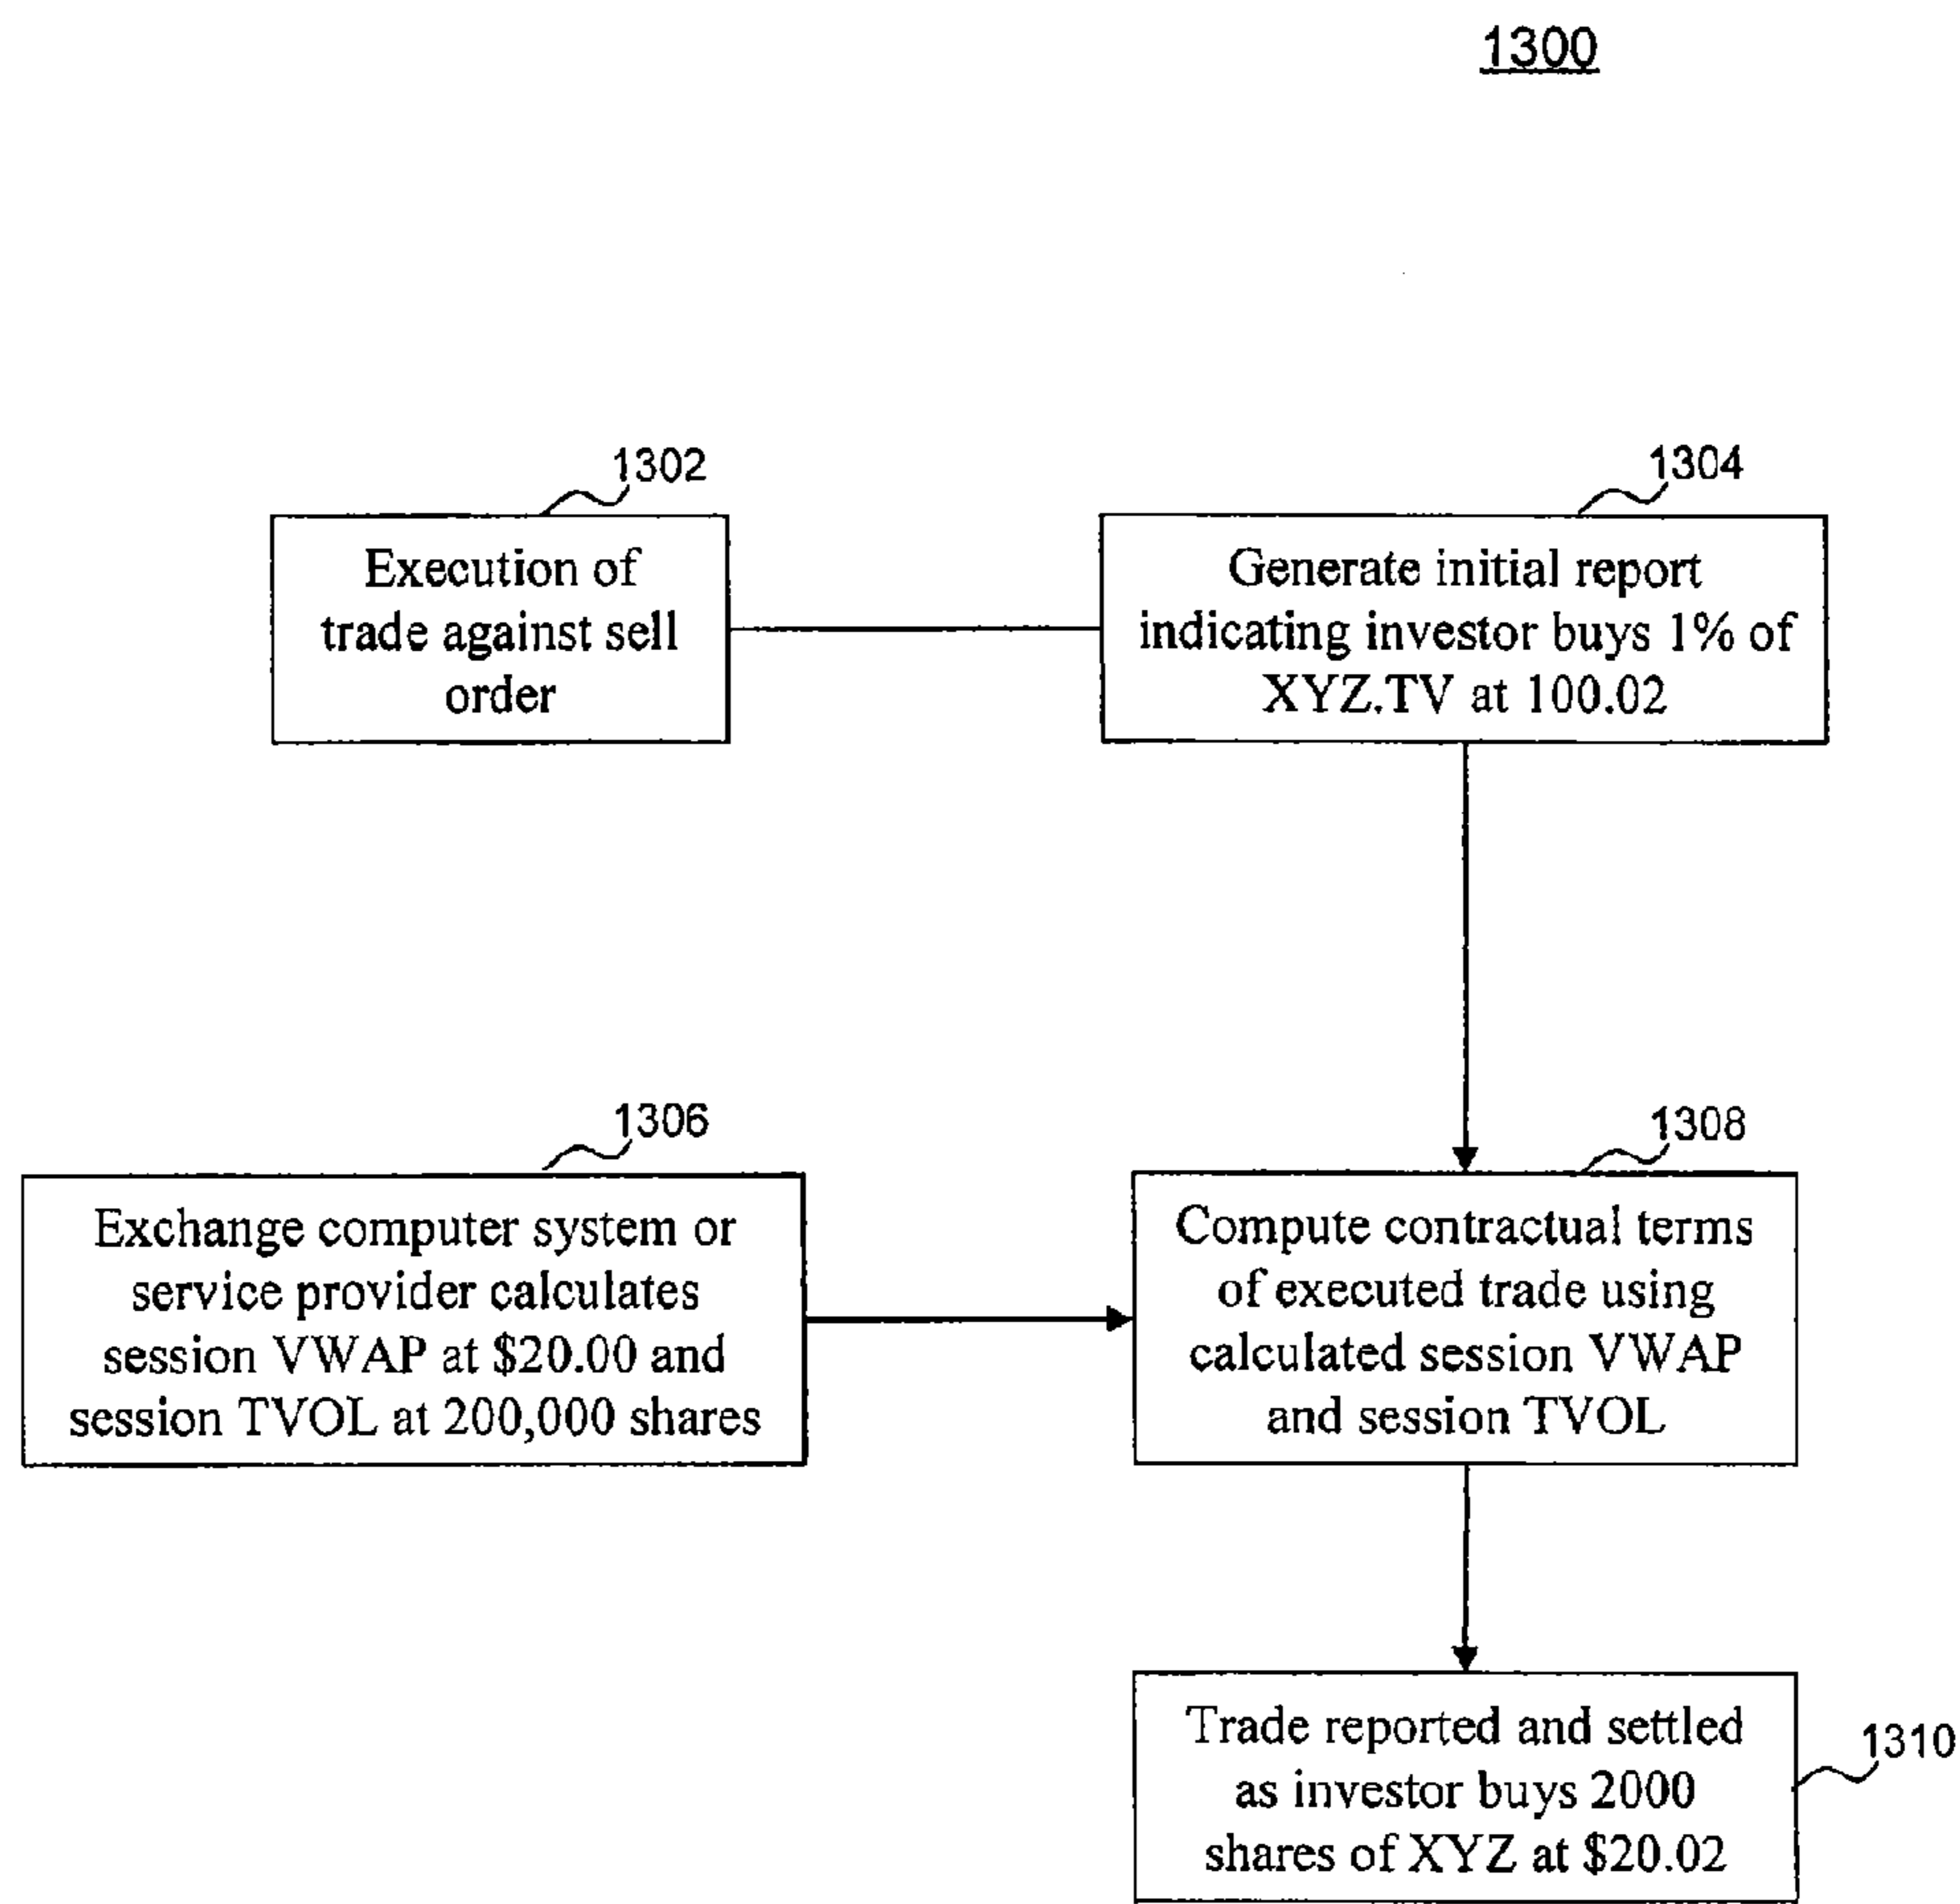 1300
1302
Execution of
trade against sell
order
1304
Generate initial report
indicating investor buys 1% of
XYZ.TV at 100.02
1306
Exchange computer system or
service provider calculates
session VWAP at $20.00 and
session TVOL at 200,000 shares
1308
Compute contractual terms
of executed trade using
calculated session VWAP
and session TVOL
Trade reported and settled
as investor buys 2000
shares of XYZ at $20.02
1310